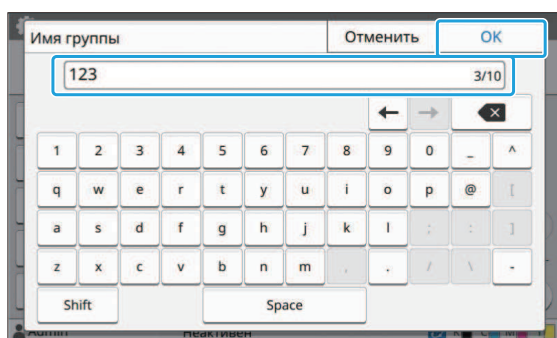 Имя группы Отменить OK
123 3/10
← →
1 2 3 4 5 6 7 8 9 0 _ ^
q w e r t y u i o p @ [
a s d f g h j k l ; : ]
z x c v b n m , . / \ -
Shift Space
Admin Неактивен K C M Y